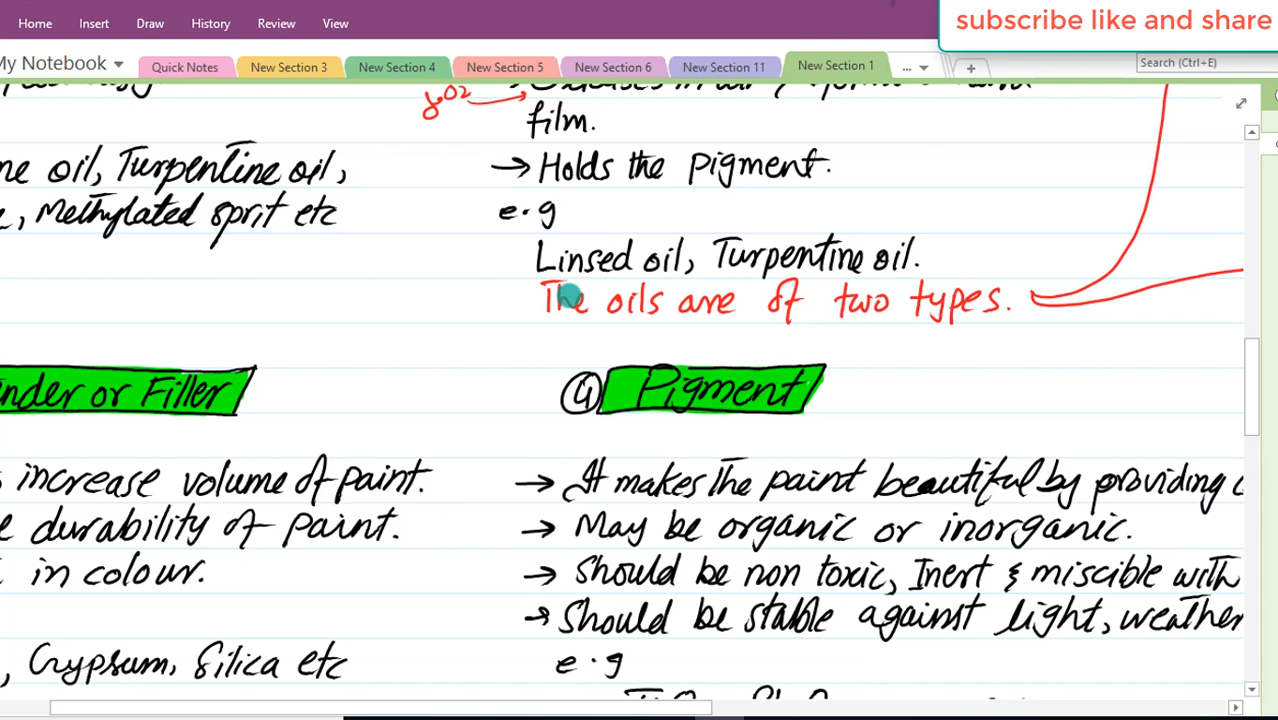 subscribe like and share
Home Insert Draw History Review View
My Notebook
Quick Notes New Section 3 New Section 4 New Section 5 New Section 6 New Section 11 New Section 1 ... +
Search (Ctrl+E)
O2
film.
→ Holds the Pigment.
oil, Turpentine oil,
, Methylated sprit etc
e.g
Linsed oil, Turpentine oil.
The oils are of two types.
nder or Filler
④ Pigment
increase volume of paint.
→ It makes the paint beautiful by providing
durability of paint.
→ May be organic or inorganic.
in colour.
→ Should be non toxic, Inert & miscible with
→ Should be stable against light, weather
, Gypsum, Silica etc
e.g